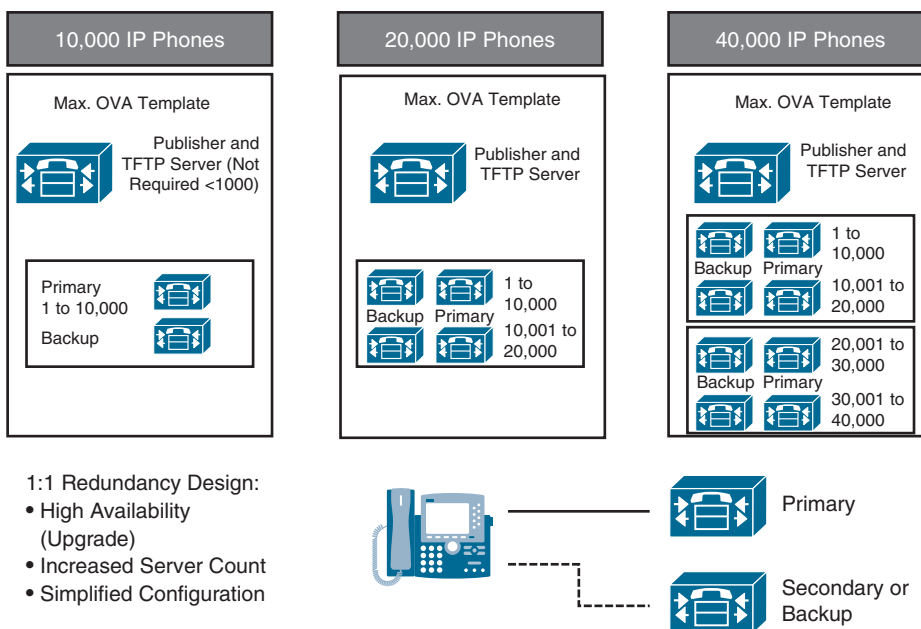 10,000 IP Phones
Max. OVA Template
Publisher and
TFTP Server (Not
Required <1000)
Primary
1 to 10,000
Backup
20,000 IP Phones
Max. OVA Template
Publisher and
TFTP Server
1 to
10,000
Backup Primary
10,001 to
20,000
40,000 IP Phones
Max. OVA Template
Publisher and
TFTP Server
1 to
10,000
Backup Primary
10,001 to
20,000
20,001 to
30,000
Backup Primary
30,001 to
40,000
1:1 Redundancy Design:
• High Availability
(Upgrade)
• Increased Server Count
• Simplified Configuration
Primary
Secondary or
Backup